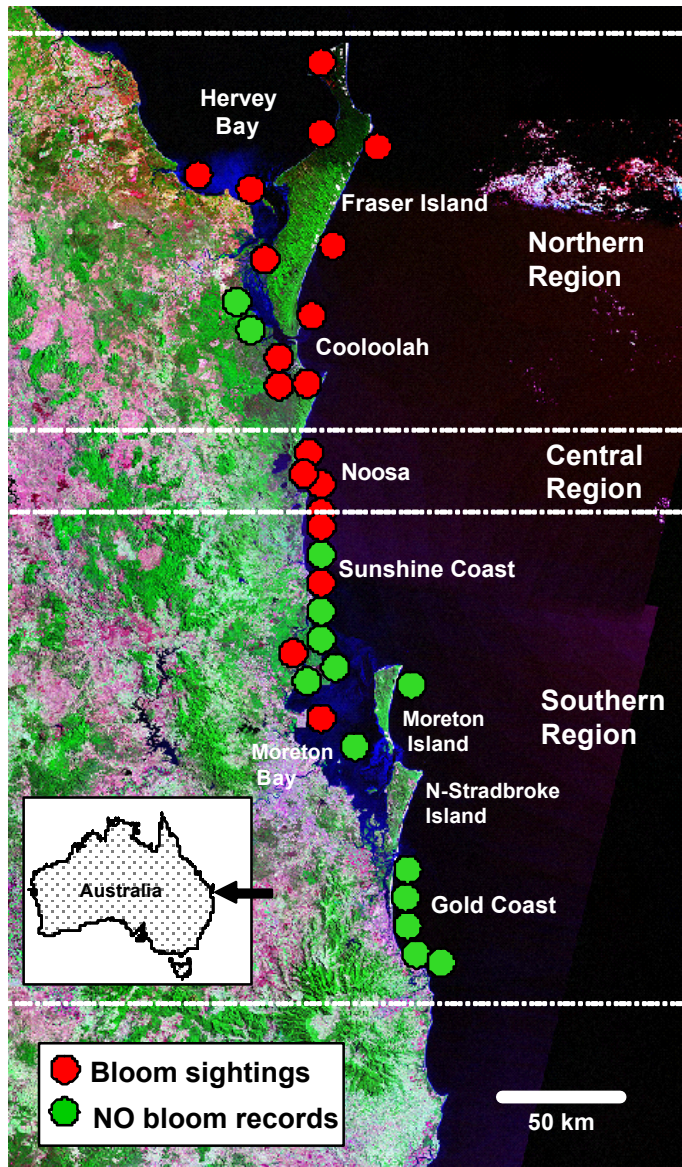 Hervey
Bay
Fraser Island
Northern
Region
Cooloolah
Central
Region
Noosa
Sunshine Coast
Southern
Region
Moreton
Island
Moreton
Bay
N-Stradbroke
Island
Australia
Gold Coast
Bloom sightings
NO bloom records
50 km